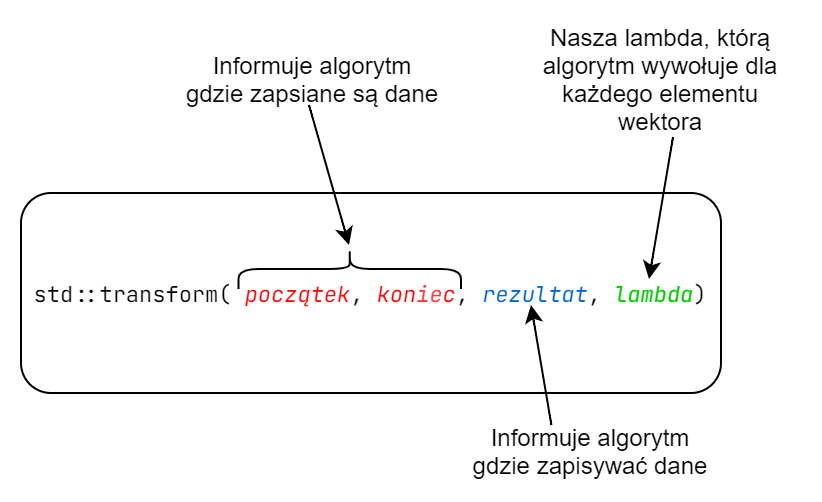 Nasza lambda, którą
algorytm wywołuje dla
każdego elementu
wektora
Informuje algorytm
gdzie zapsiane są dane
std::transform( początek, koniec, rezultat, lambda)
Informuje algorytm
gdzie zapisywać dane